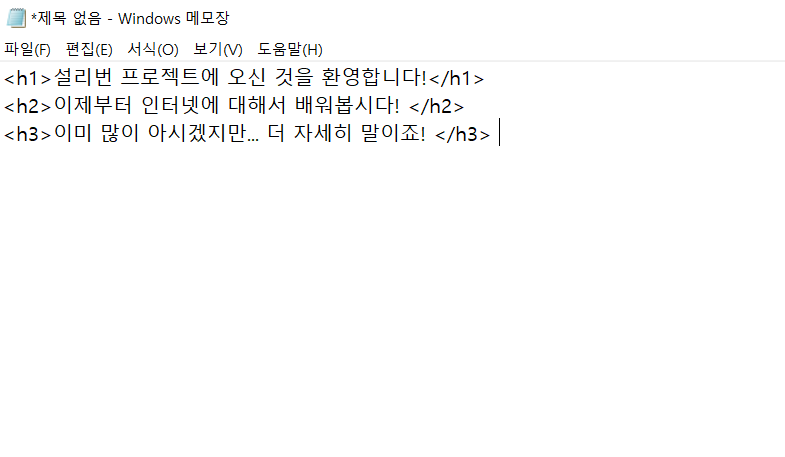 *제목 없음 - Windows 메모장
파일(F) 편집(E) 서식(O) 보기(V) 도움말(H)
<h1>설리번 프로젝트에 오신 것을 환영합니다!</h1>
<h2>이제부터 인터넷에 대해서 배워봅시다! </h2>
<h3>이미 많이 아시겠지만... 더 자세히 말이죠! </h3>